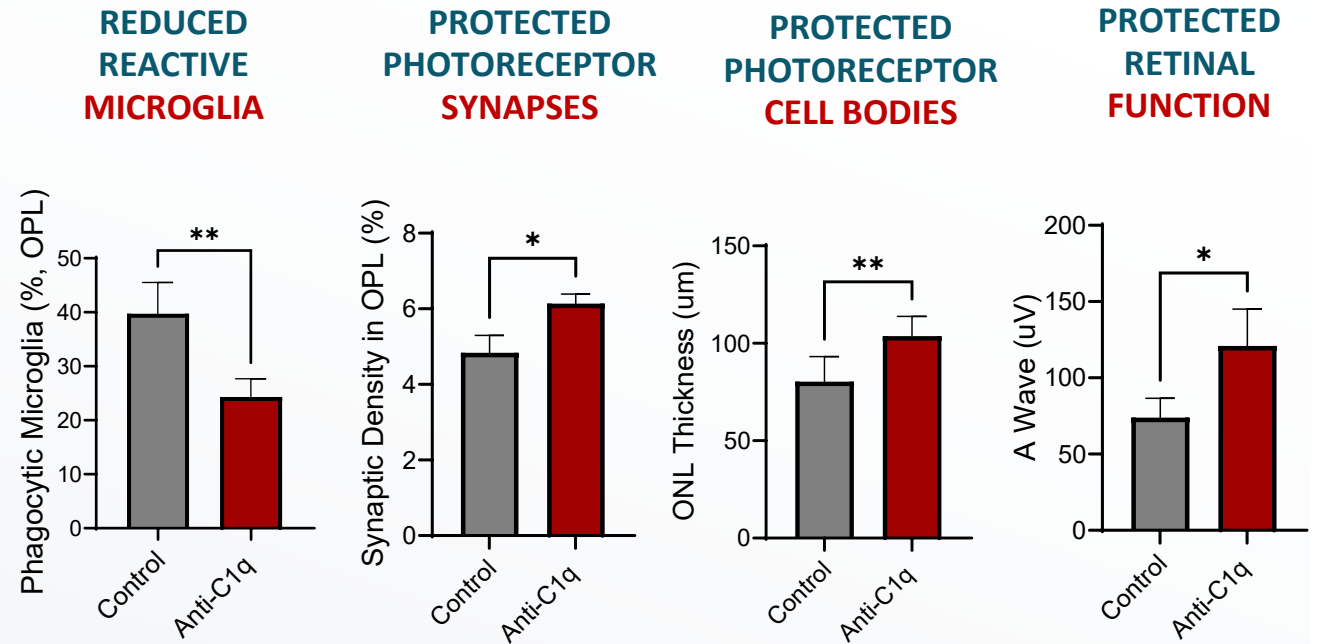 REDUCED
REACTIVE
MICROGLIA
PROTECTED
PHOTORECEPTOR
SYNAPSES
PROTECTED
PHOTORECEPTOR
CELL BODIES
PROTECTED
RETINAL
FUNCTION
Phagocytic Microglia (%, OPL)
50
40
30
20
10
0
**
Control
Anti-C1q
Synaptic Density in OPL (%)
8
6
4
2
0
*
Control
Anti-C1q
ONL Thickness (um)
150
100
50
0
**
Control
Anti-C1q
A Wave (uV)
200
150
100
50
0
*
Control
Anti-C1q